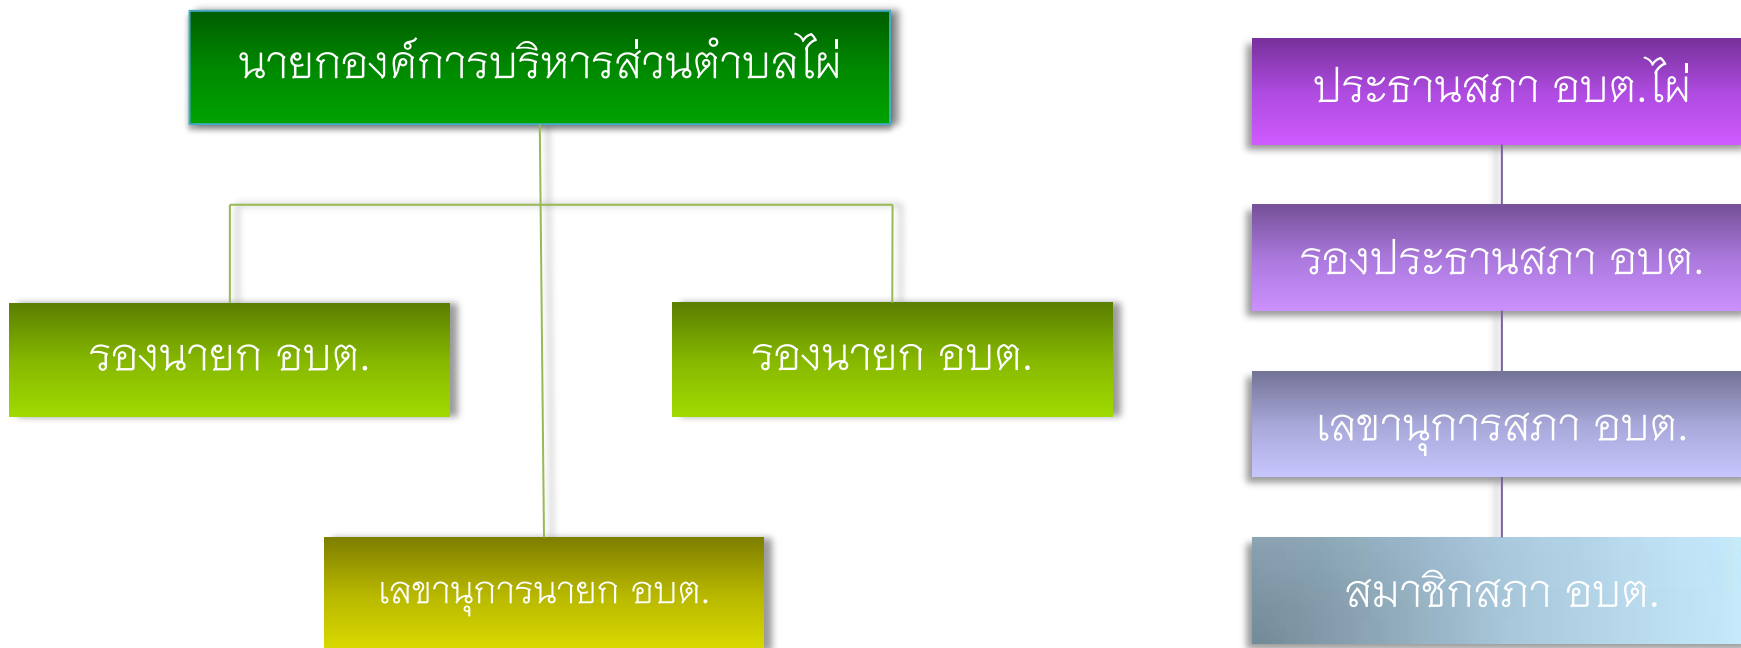 นายกองค์การบริหารส่วนตำบลไผ่
รองนายก อบต.
รองนายก อบต.
เลขานุการนายก อบต.
ประธานสภา อบต.ไผ่
รองประธานสภา อบต.
เลขานุการสภา อบต.
สมาชิกสภา อบต.